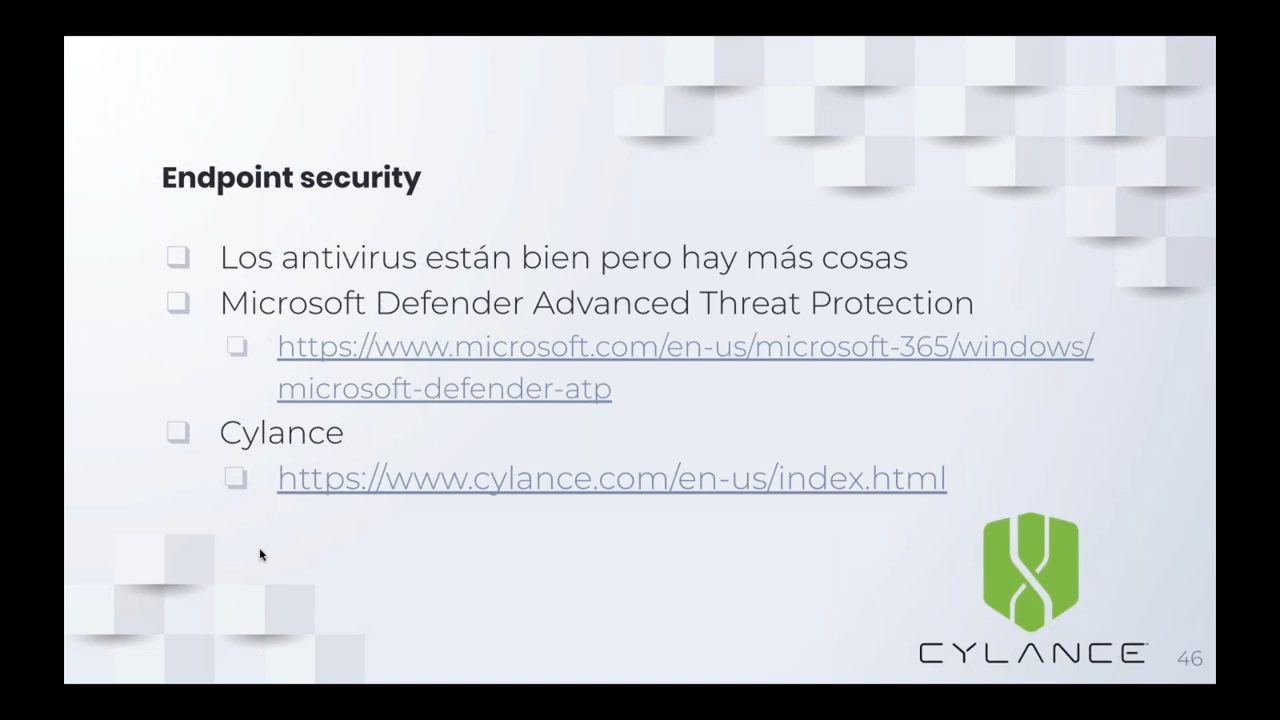 Endpoint security
Los antivirus están bien pero hay más cosas
Microsoft Defender Advanced Threat Protection
https://www.microsoft.com/en-us/microsoft-365/windows/
microsoft-defender-atp
Cylance
https://www.cylance.com/en-us/index.html
CYLANCE
46